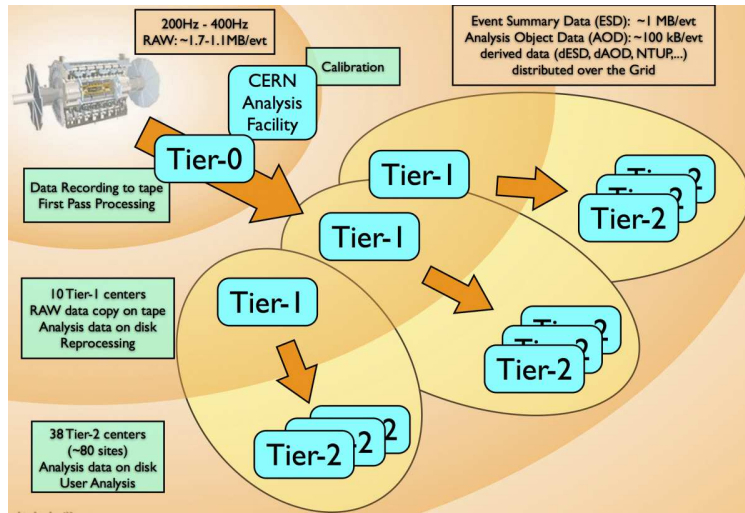 200Hz - 400Hz
RAW: ~1.7-1.1MB/evt
Event Summary Data (ESD): ~1 MB/evt
Analysis Object Data (AOD): ~100 kB/evt
derived data (dESD, dAOD, NTUP,...)
distributed over the Grid
Calibration
CERN
Analysis
Facility
Tier-0
Data Recording to tape
First Pass Processing
Tier-1
Tier-2
Tier-1
Tier-1
10 Tier-1 centers
RAW data copy on tape
Analysis data on disk
Reprocessing
Tier-2
38 Tier-2 centers
(~80 sites)
Analysis data on disk
User Analysis
Tier-2